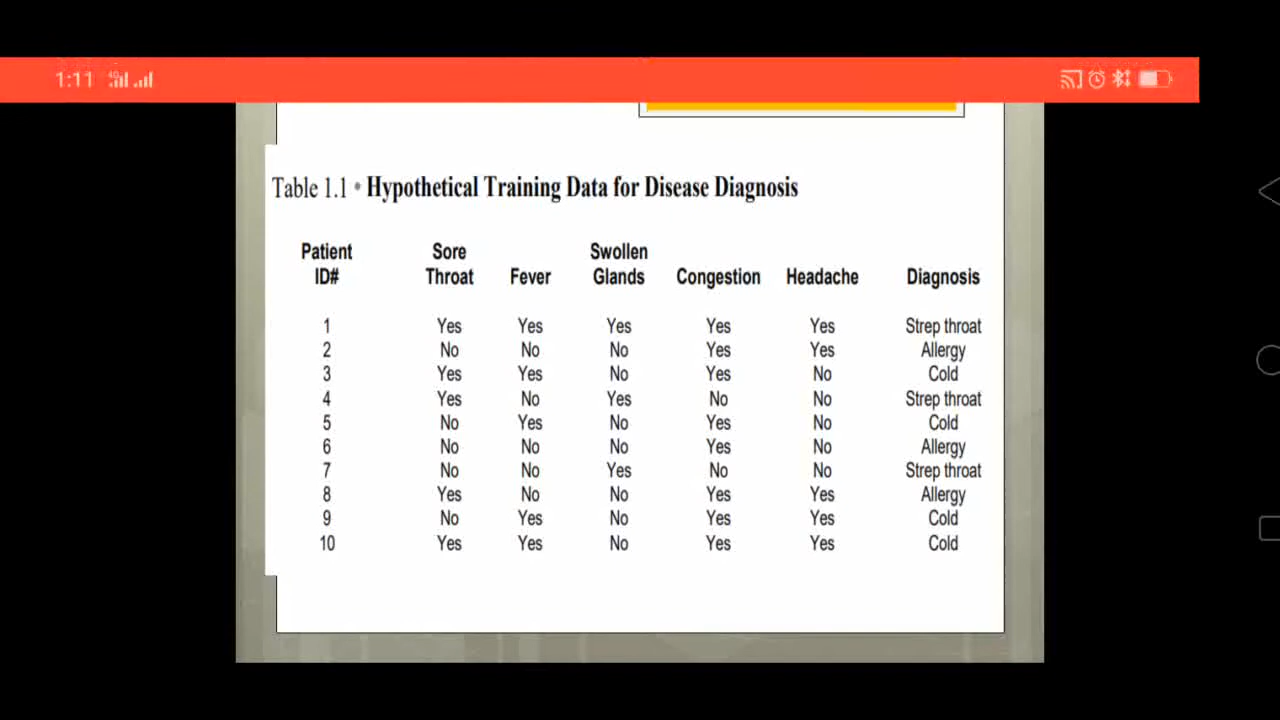 1:11 4G
Table 1.1 • Hypothetical Training Data for Disease Diagnosis
Patient ID# Sore Throat Fever Swollen Glands Congestion Headache Diagnosis
1 Yes Yes Yes Yes Yes Strep throat
2 No No No Yes Yes Allergy
3 Yes Yes No Yes No Cold
4 Yes No Yes No No Strep throat
5 No Yes No Yes No Cold
6 No No No Yes No Allergy
7 No No Yes No No Strep throat
8 Yes No No Yes Yes Allergy
9 No Yes No Yes Yes Cold
10 Yes Yes No Yes Yes Cold